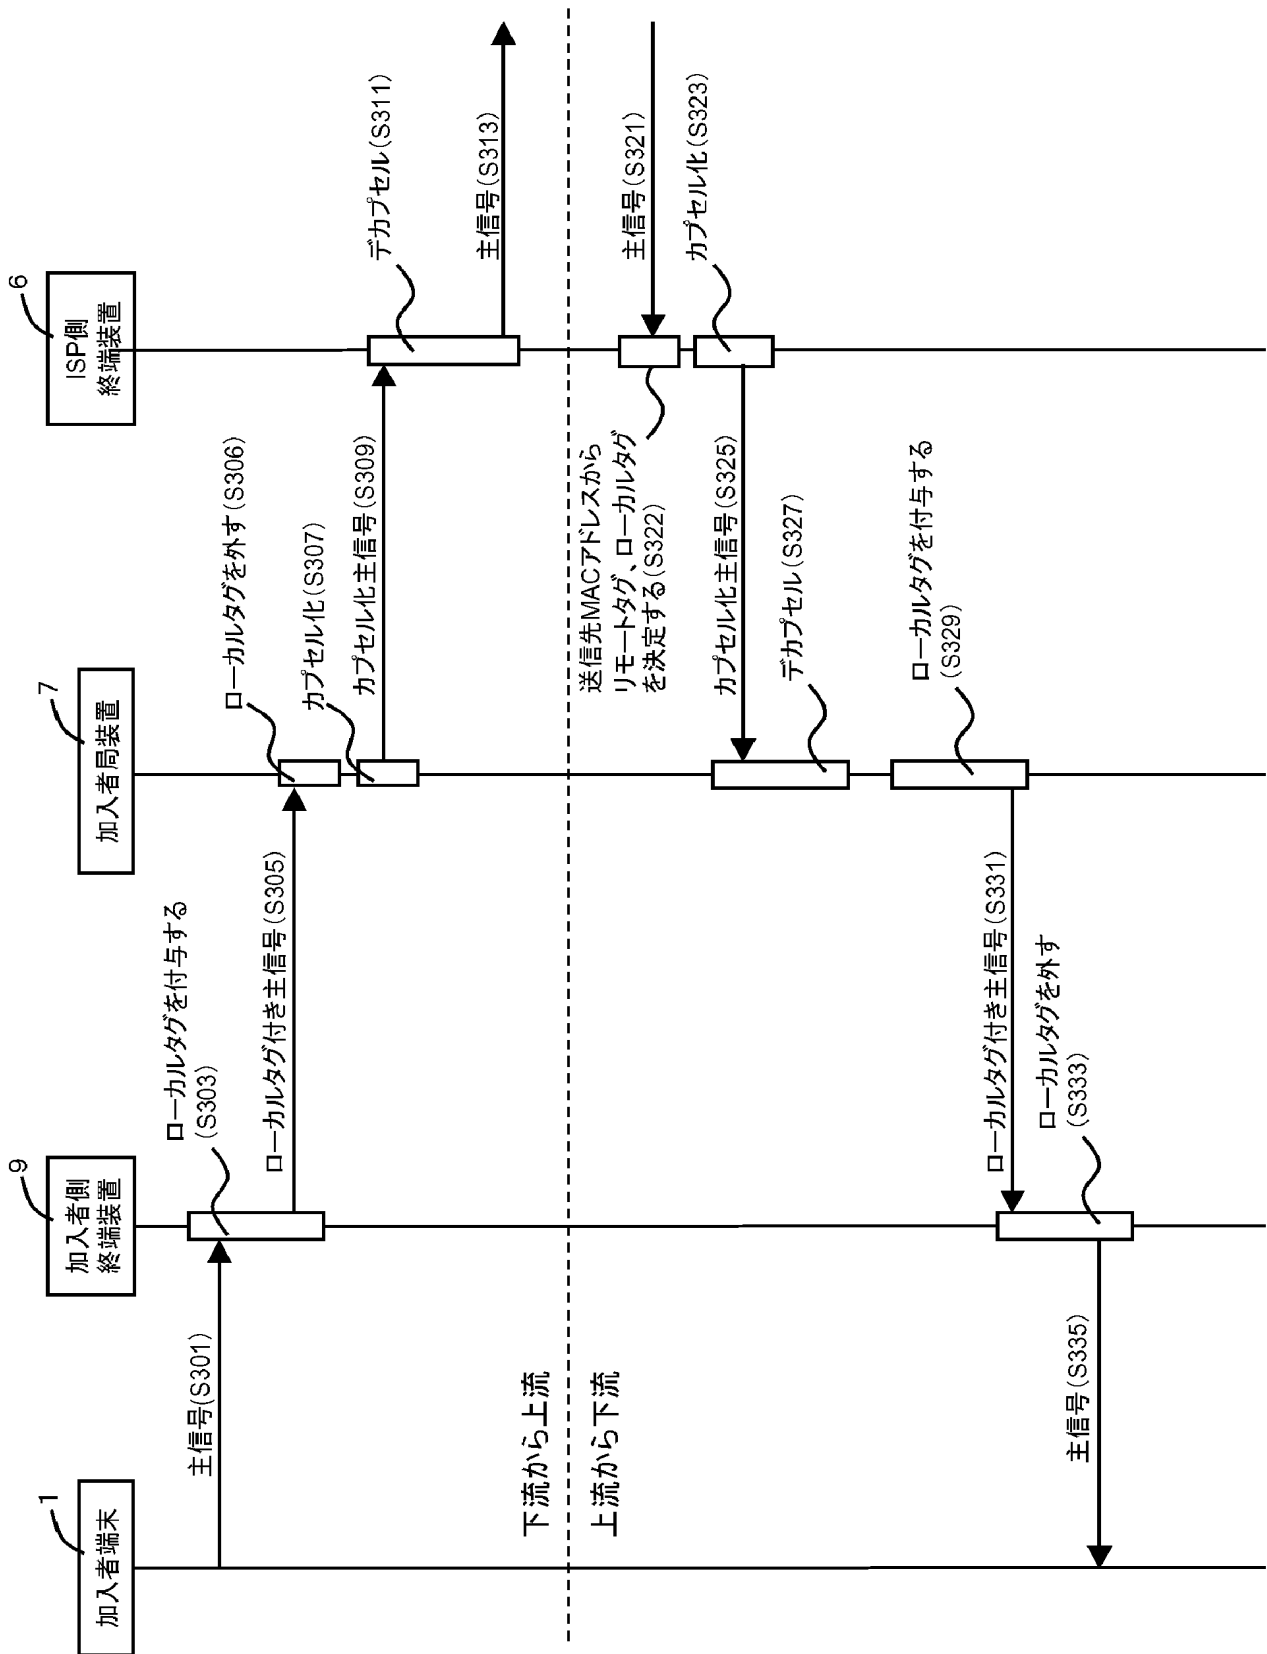 1
加入者端末
9
加入者側
終端装置
7
加入者局装置
6
ISP側
終端装置
主信号(S301)
ローカルタグを付与する
(S303)
ローカルタグ付き主信号(S305)
ローカルタグを外す(S306)
カプセル化(S307)
カプセル化主信号(S309)
デカプセル(S311)
主信号(S313)
下流から上流
上流から下流
主信号(S321)
送信先MACアドレスから
リモートタグ、ローカルタグ
を決定する(S322)
カプセル化(S323)
カプセル化主信号(S325)
デカプセル(S327)
ローカルタグを付与する
(S329)
ローカルタグ付き主信号(S331)
ローカルタグを外す
(S333)
主信号(S335)